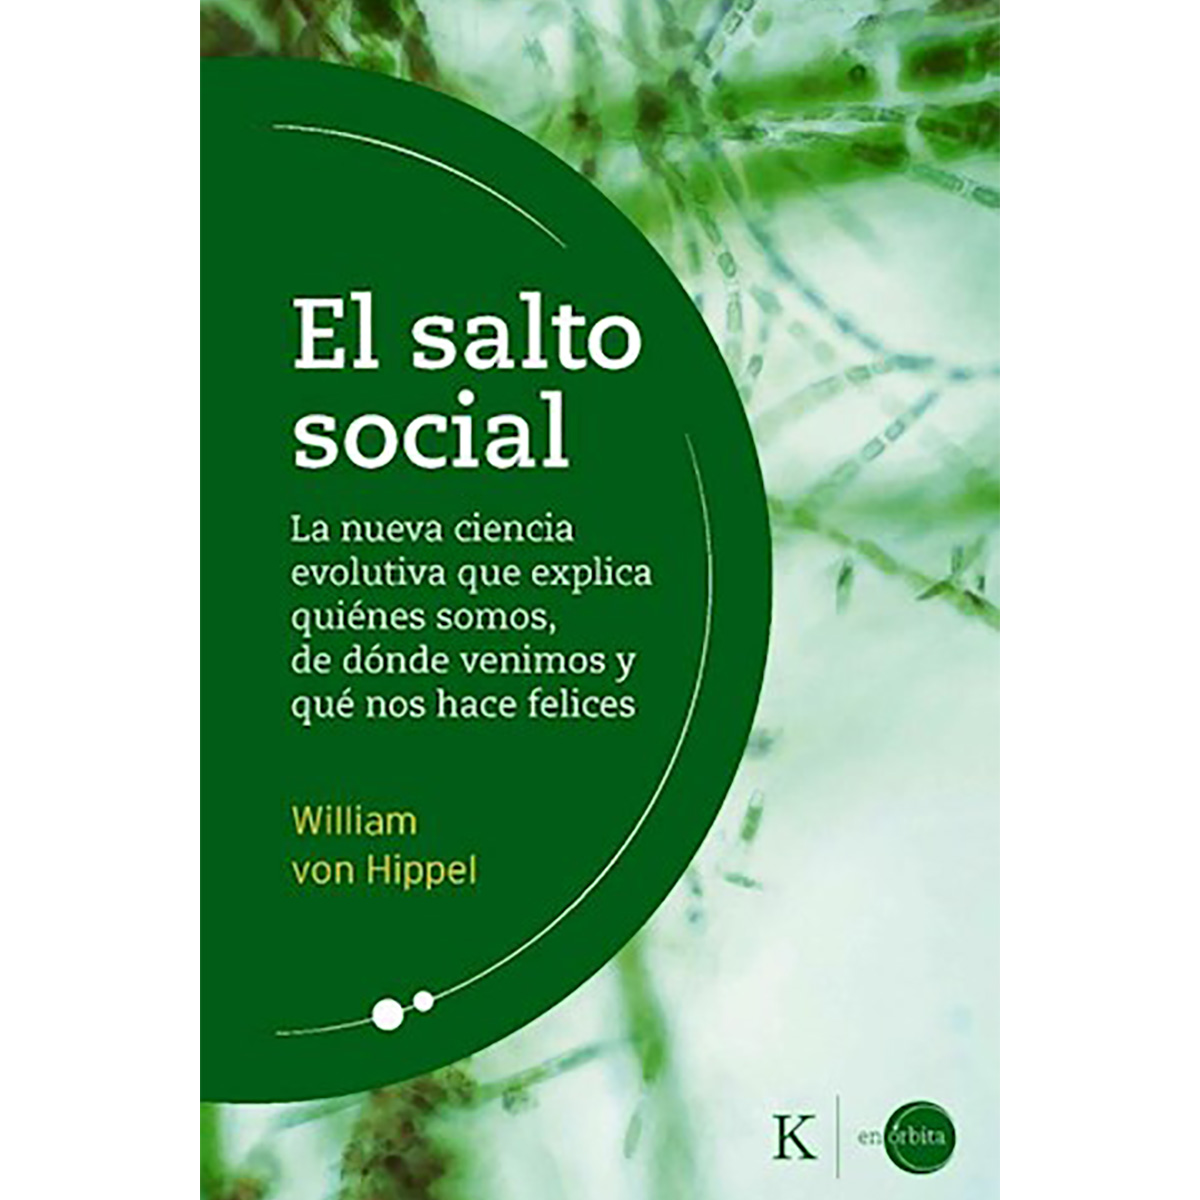 El salto
social
La nueva ciencia
evolutiva que explica
quiénes somos,
de dónde venimos y
qué nos hace felices
William
von Hippel
K
en órbita